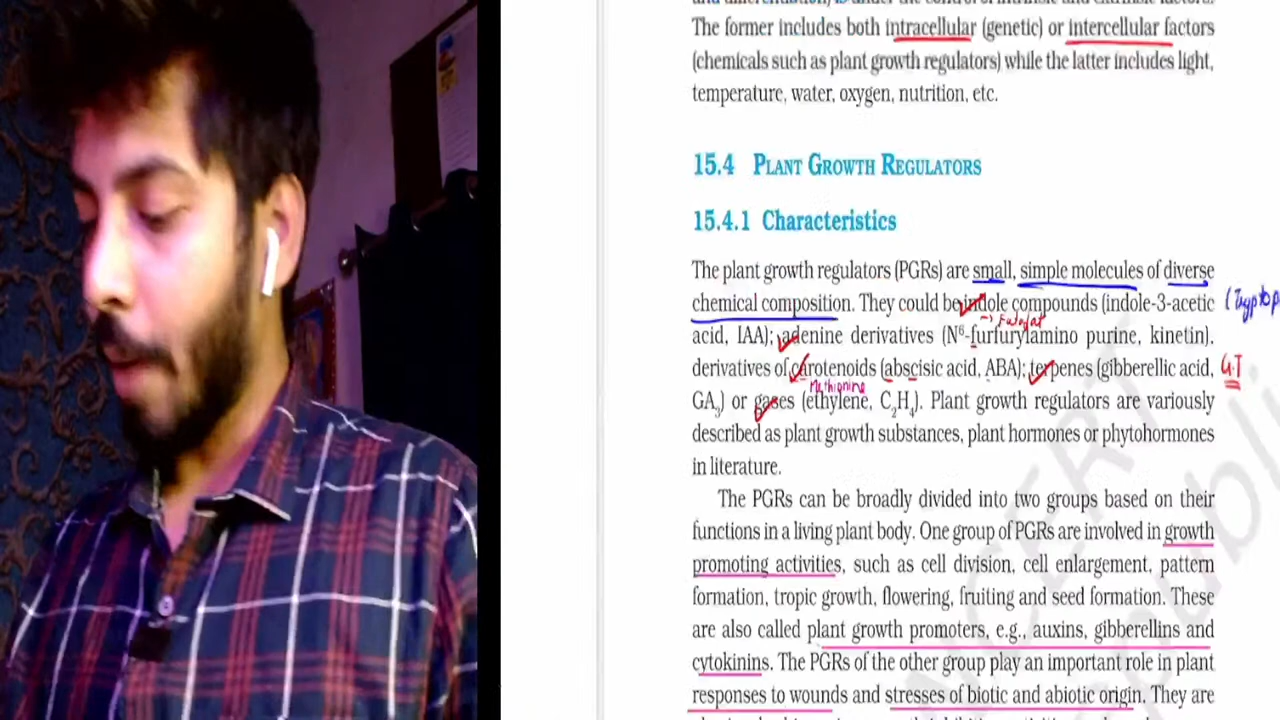 The former includes both intracellular (genetic) or intercellular factors
(chemicals such as plant growth regulators) while the latter includes light,
temperature, water, oxygen, nutrition, etc.
15.4 PLANT GROWTH REGULATORS
15.4.1 Characteristics
The plant growth regulators (PGRs) are small, simple molecules of diverse
chemical composition. They could be indole compounds (indole-3-acetic
(Tryptop
acid, IAA); adenine derivatives (N⁶-furfurylamino purine, kinetin),
derivatives of carotenoids (abscisic acid, ABA); terpenes (gibberellic acid,
G.I
Methionine
GA₃) or gases (ethylene, C₂H₄). Plant growth regulators are variously
described as plant growth substances, plant hormones or phytohormones
in literature.
The PGRs can be broadly divided into two groups based on their
functions in a living plant body. One group of PGRs are involved in growth
promoting activities, such as cell division, cell enlargement, pattern
formation, tropic growth, flowering, fruiting and seed formation. These
are also called plant growth promoters, e.g., auxins, gibberellins and
cytokinins. The PGRs of the other group play an important role in plant
responses to wounds and stresses of biotic and abiotic origin. They are